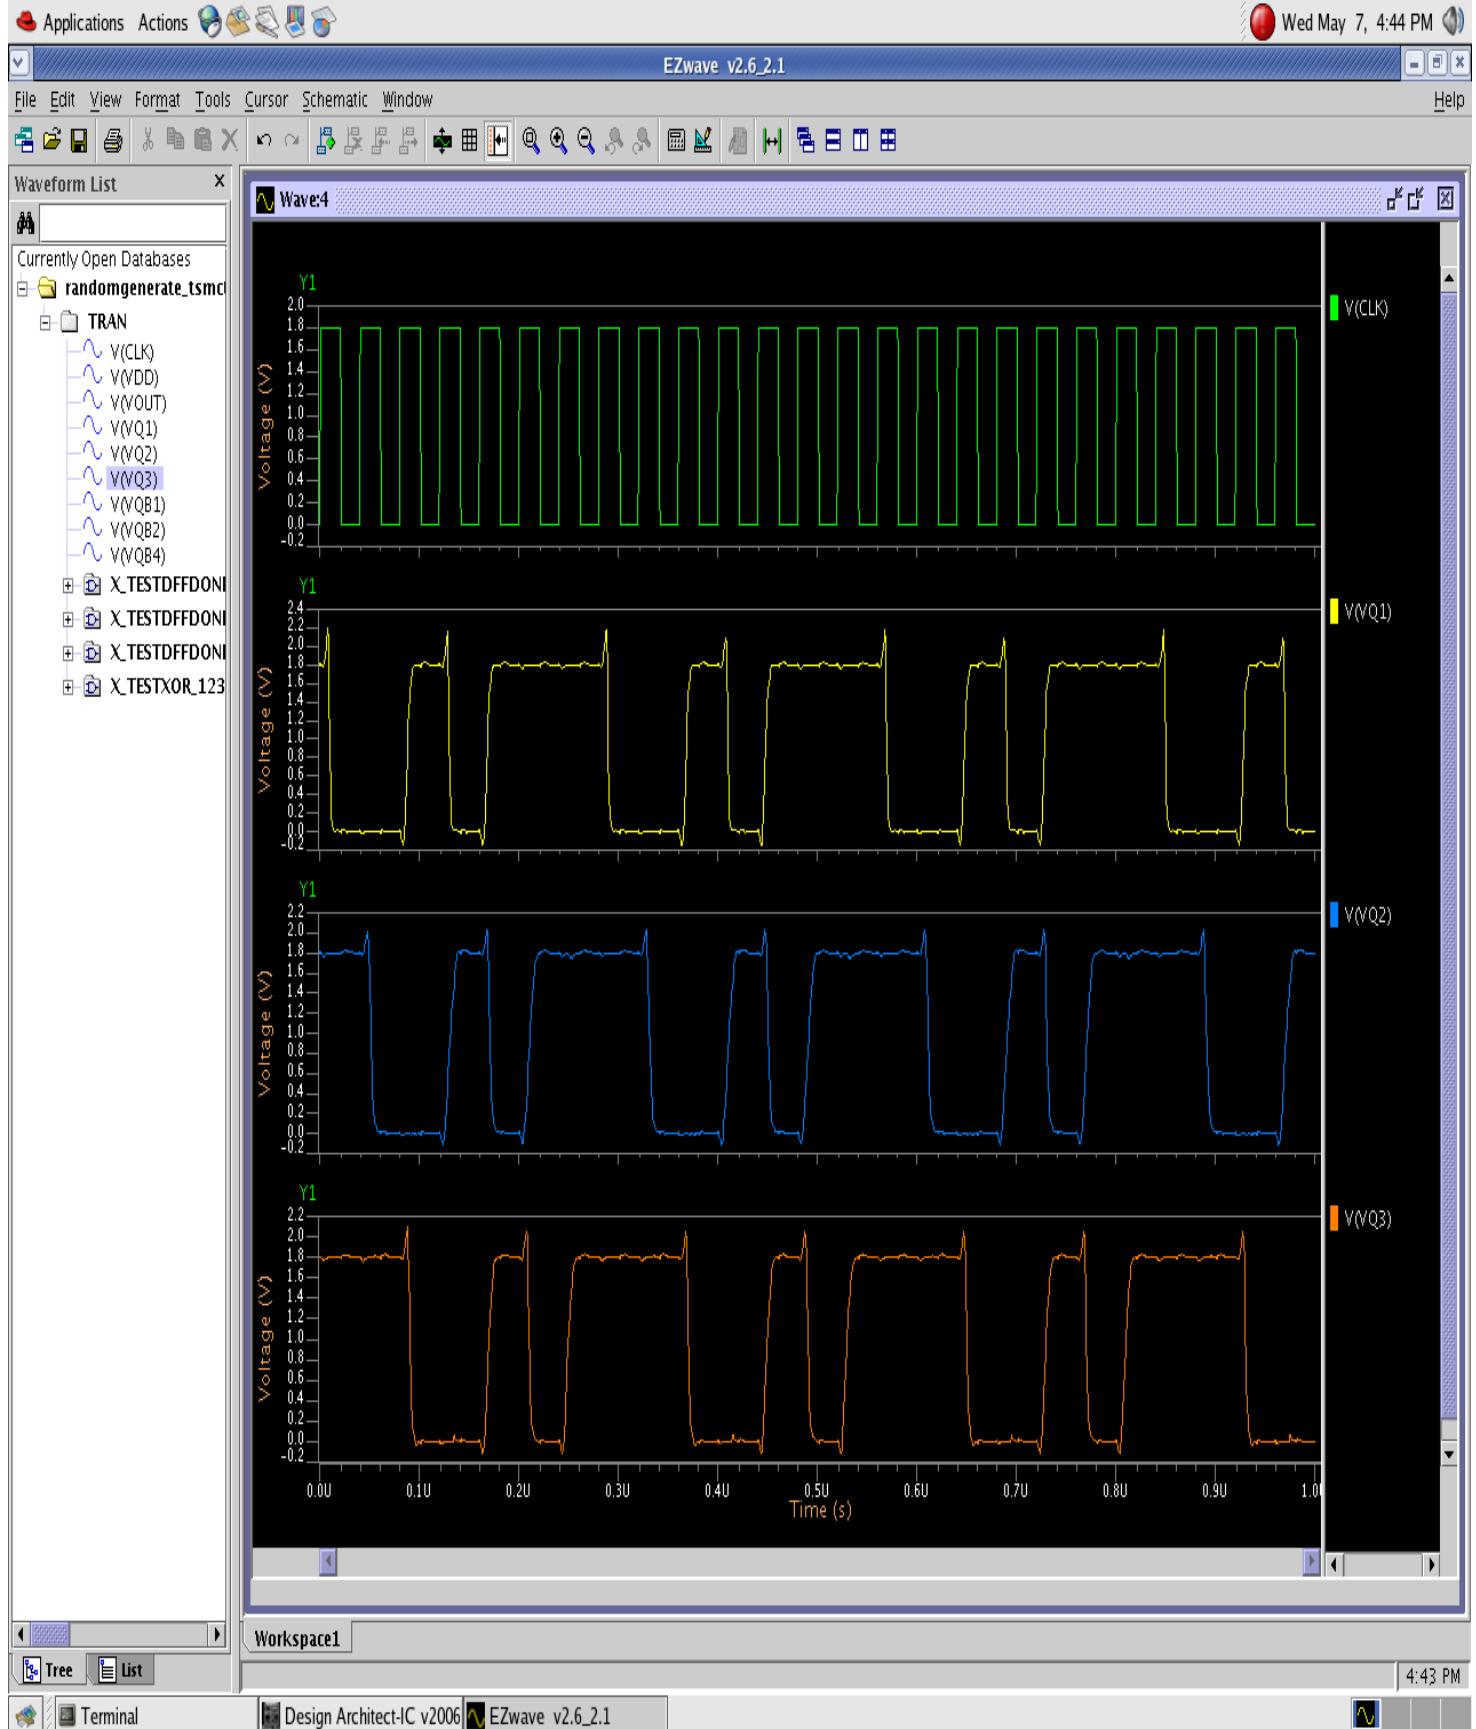 Applications Actions Wed May 7, 4:44 PM
EZwave v2.6_2.1
File Edit View Format Tools Cursor Schematic Window Help
Waveform List x
Wave:4
Currently Open Databases
randomgenerate_tsmc
TRAN
V(CLK)
V(VDD)
V(VOUT)
V(VQ1)
V(VQ2)
V(VQ3)
V(VQB1)
V(VQB2)
V(VQB4)
X_TESTDFFDON
X_TESTDFFDON
X_TESTDFFDON
X_TESTXOR_123
Y1
2.0
1.8
1.6
1.4
1.2
1.0
0.8
0.6
0.4
0.2
0.0
-0.2
Voltage (V)
V(CLK)
Y1
2.4
2.2
2.0
1.8
1.6
1.4
1.2
1.0
0.8
0.6
0.4
0.2
0.0
-0.2
Voltage (V)
V(VQ1)
Y1
2.2
2.0
1.8
1.6
1.4
1.2
1.0
0.8
0.6
0.4
0.2
0.0
-0.2
Voltage (V)
V(VQ2)
Y1
2.2
2.0
1.8
1.6
1.4
1.2
1.0
0.8
0.6
0.4
0.2
0.0
-0.2
Voltage (V)
V(VQ3)
0.0U 0.1U 0.2U 0.3U 0.4U 0.5U 0.6U 0.7U 0.8U 0.9U 1.0
Time (s)
Workspace1
Tree List
4:43 PM
Terminal Design Architect-IC v2006 EZwave v2.6_2.1